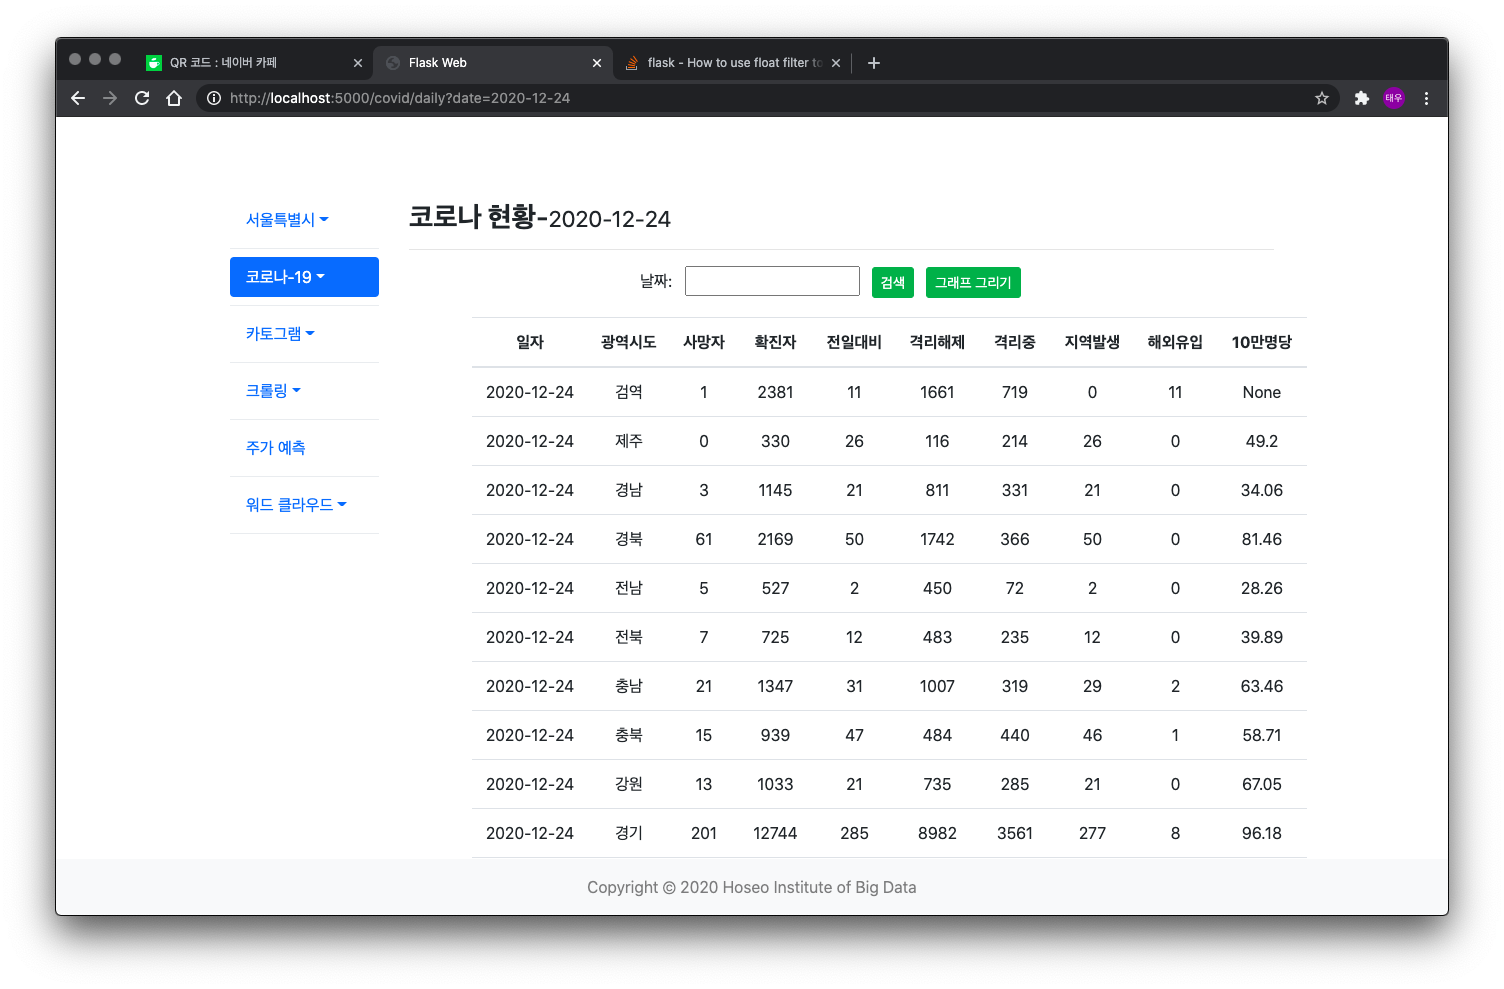 QR 코드 : 네이버 카페
Flask Web
flask - How to use float filter to
http://localhost:5000/covid/daily?date=2020-12-24
태우
서울특별시
코로나-19
카토그램
크롤링
주가 예측
워드 클라우드
코로나 현황-2020-12-24
날짜: 검색 그래프 그리기
일자 광역시도 사망자 확진자 전일대비 격리해제 격리중 지역발생 해외유입 10만명당
2020-12-24 검역 1 2381 11 1661 719 0 11 None
2020-12-24 제주 0 330 26 116 214 26 0 49.2
2020-12-24 경남 3 1145 21 811 331 21 0 34.06
2020-12-24 경북 61 2169 50 1742 366 50 0 81.46
2020-12-24 전남 5 527 2 450 72 2 0 28.26
2020-12-24 전북 7 725 12 483 235 12 0 39.89
2020-12-24 충남 21 1347 31 1007 319 29 2 63.46
2020-12-24 충북 15 939 47 484 440 46 1 58.71
2020-12-24 강원 13 1033 21 735 285 21 0 67.05
2020-12-24 경기 201 12744 285 8982 3561 277 8 96.18
Copyright © 2020 Hoseo Institute of Big Data